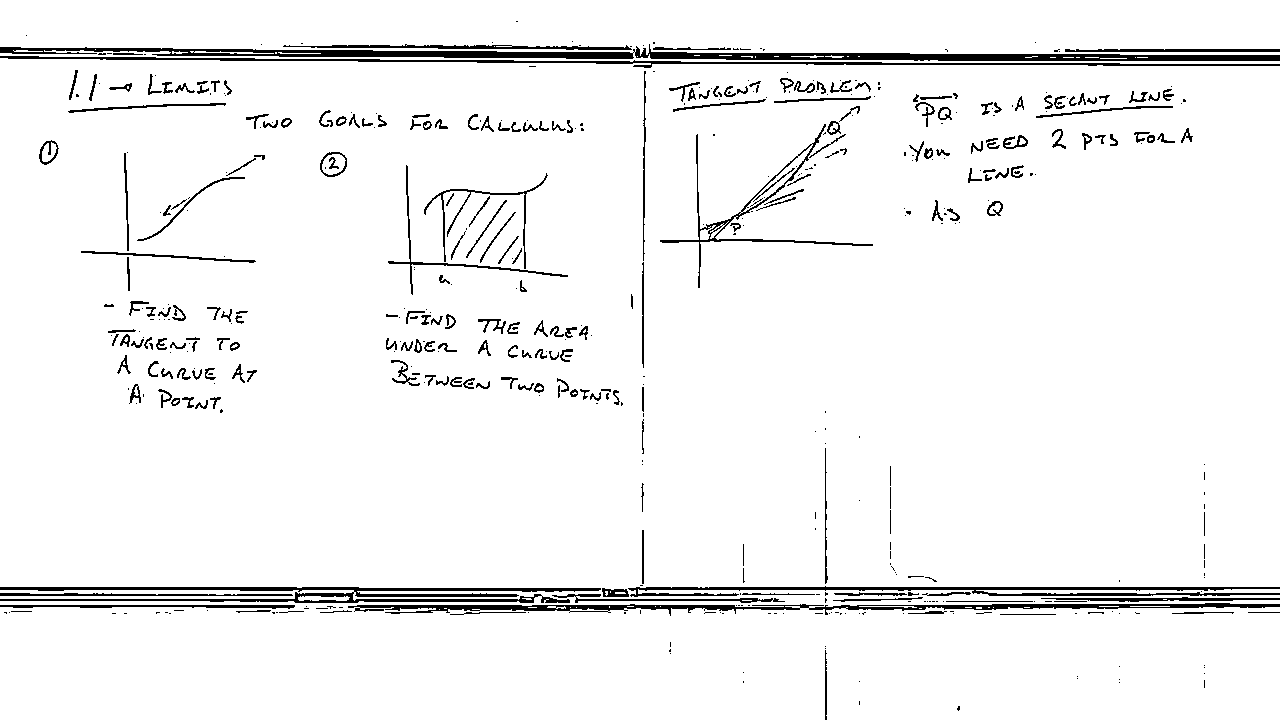 1.1 → LIMITS
TWO GOALS FOR CALCULUS:
①
②
a b
- FIND THE
TANGENT TO
A CURVE AT
A POINT.
- FIND THE AREA
UNDER A CURVE
BETWEEN TWO POINTS.
TANGENT PROBLEM:
Q
P
PQ IS A SECANT LINE.
· YOU NEED 2 PTS FOR A
LINE.
· AS Q